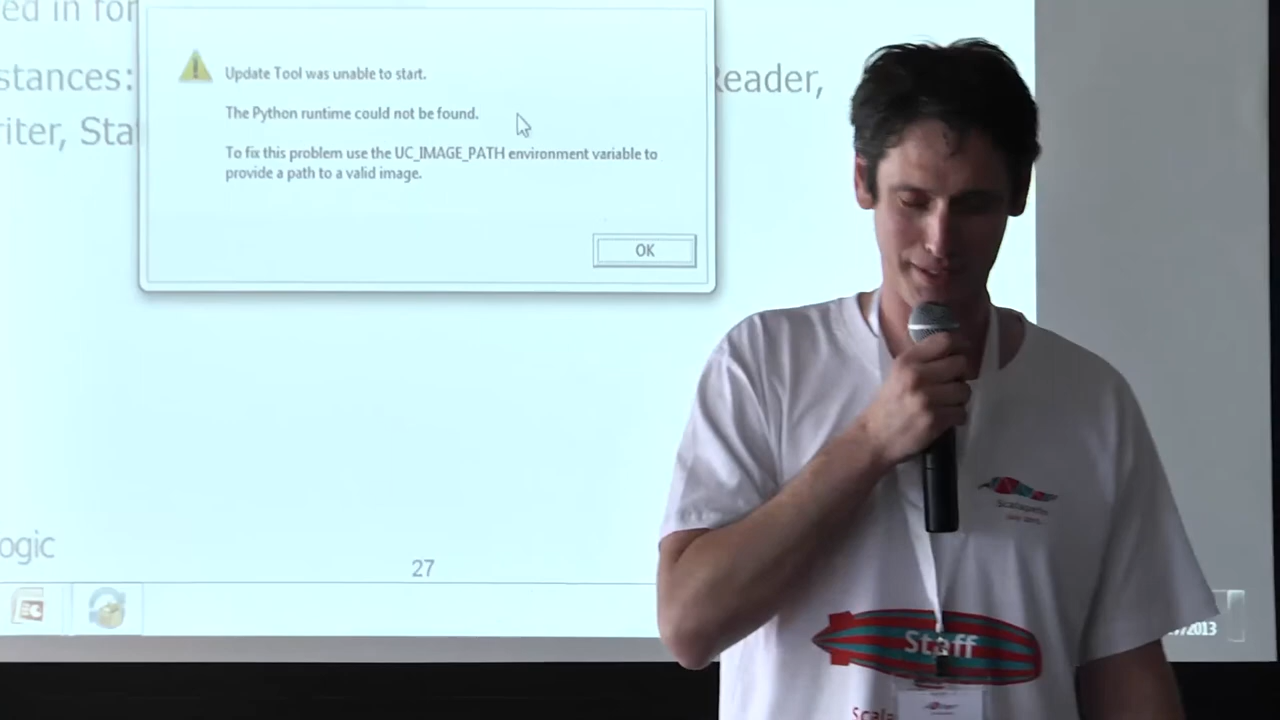 ed in for
stances:
Reader,
riter, Sta
Update Tool was unable to start.
The Python runtime could not be found.
To fix this problem use the UC_IMAGE_PATH environment variable to
provide a path to a valid image.
OK
ogic
27
/2013
Staff
scala